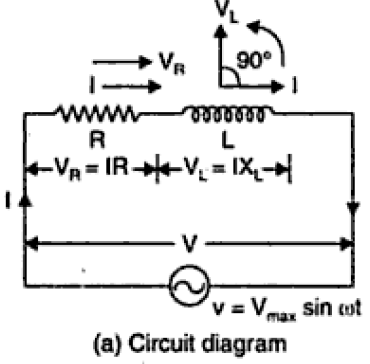 V_L
V_R 90°
I I
R L
V_R = IR V_L = IX_L
I
V
v = V_max sin ωt
(a) Circuit diagram